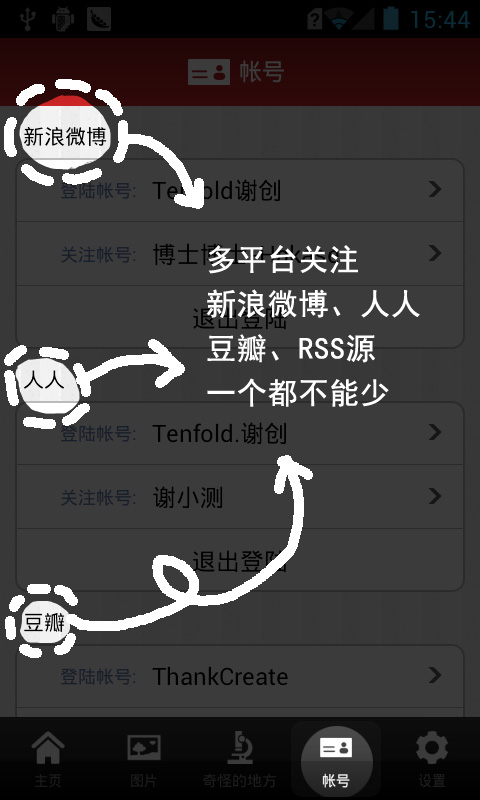 15:44
帐号
新浪微博
登陆帐号: Tenfold谢创
关注帐号:
多平台关注
新浪微博、人人
豆瓣、RSS源
一个都不能少
退出登陆
人人
登陆帐号: Tenfold.谢创
关注帐号: 谢小测
退出登陆
豆瓣
登陆帐号: ThankCreate
主页 图片 奇怪的地方 帐号 设置